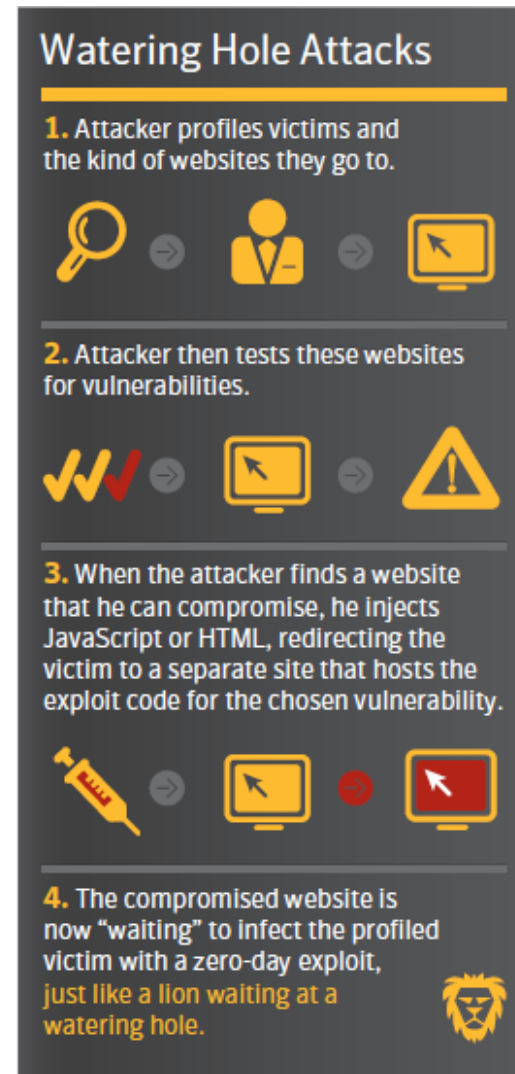 Watering Hole Attacks
1. Attacker profiles victims and
the kind of websites they go to.
2. Attacker then tests these websites
for vulnerabilities.
3. When the attacker finds a website
that he can compromise, he injects
JavaScript or HTML, redirecting the
victim to a separate site that hosts the
exploit code for the chosen vulnerability.
4. The compromised website is
now “waiting” to infect the profiled
victim with a zero-day exploit,
just like a lion waiting at a
watering hole.